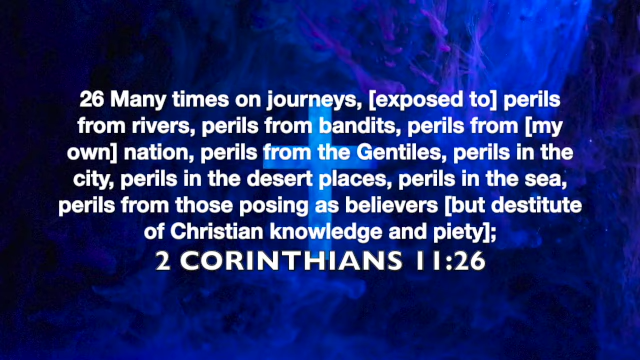 26 Many times on journeys, [exposed to] perils
from rivers, perils from bandits, perils from [my
own] nation, perils from the Gentiles, perils in the
city, perils in the desert places, perils in the sea,
perils from those posing as believers [but destitute
of Christian knowledge and piety];
2 CORINTHIANS 11:26